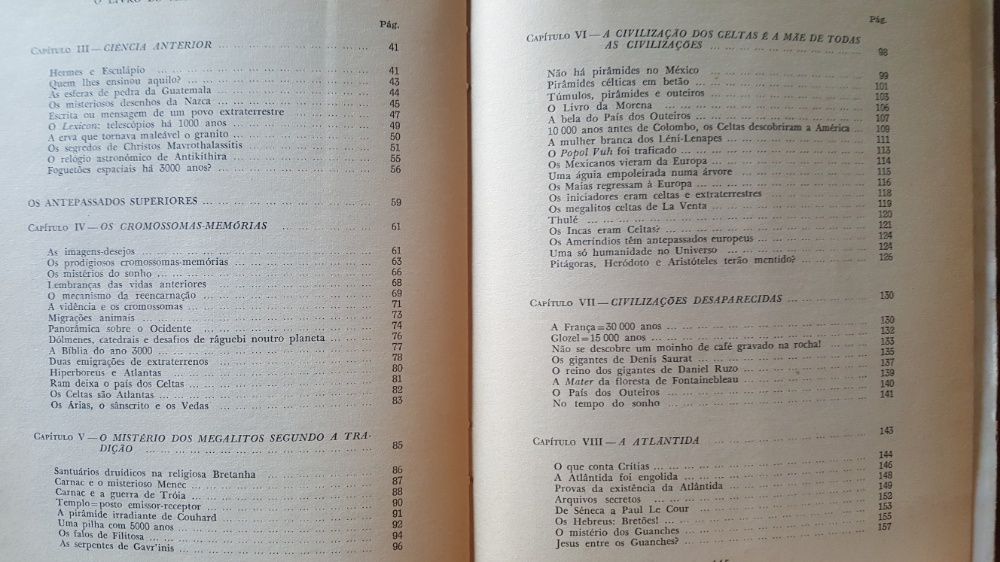 O LIVRO DO
Pág.
CAPÍTULO III — CIÊNCIA ANTERIOR ... 41
Hermes e Esculápio ... 41
Quem lhes ensinou aquilo? ... 43
As esferas de pedra da Guatemala ... 44
Os misteriosos desenhos da Nazca ... 45
Escrita ou mensagem de um povo extraterrestre ... 47
O Lexicon: telescópios há 1000 anos ... 49
A erva que tornava maleável o granito ... 50
Os segredos de Christos Mavrothalassitis ... 51
O relógio astronómico de Antikithira ... 55
Foguetões espaciais há 3000 anos? ... 56
OS ANTEPASSADOS SUPERIORES ... 59
CAPÍTULO IV — OS CROMOSSOMAS-MEMÓRIAS ... 61
As imagens-desejos ... 61
Os prodigiosos cromossomas-memórias ... 63
Os mistérios do sonho ... 66
Lembranças das vidas anteriores ... 68
O mecanismo da reencarnação ... 69
A vidência e os cromossomas ... 71
Migrações animais ... 73
Panorâmica sobre o Ocidente ... 74
Dólmenes, catedrais e desafios de râguebi noutro planeta ... 76
A Bíblia do ano 3000 ... 77
Duas emigrações de extraterrenos ... 78
Hiperboreus e Atlantas ... 80
Ram deixa o país dos Celtas ... 81
Os Celtas são Atlantas ... 82
Os Árias, o sânscrito e os Vedas ... 83
CAPÍTULO V — O MISTÉRIO DOS MEGALITOS SEGUNDO A TRA-
DIÇÃO ... 85
Santuários druídicos na religiosa Bretanha ... 86
Carnac e o misterioso Menec ... 87
Carnac e a guerra de Tróia ... 88
Templo=posto emissor-receptor ... 90
A pirâmide irradiante de Couhard ... 91
Uma pilha com 5000 anos ... 92
Os falos de Filitosa ... 94
As serpentes de Gavr'inis ... 96
Pág.
CAPÍTULO VI — A CIVILIZAÇÃO DOS CELTAS É A MÃE DE TODAS
AS CIVILIZAÇÕES ... 98
Não há pirâmides no México ... 99
Pirâmides célticas em betão ... 101
Túmulos, pirâmides e outeiros ... 103
O Livro da Morena ... 106
A bela do País dos Outeiros ... 107
10 000 anos antes de Colombo, os Celtas descobriram a América ... 109
A mulher branca dos Léni-Lenapes ... 111
O Popol Vuh foi traficado ... 113
Os Mexicanos vieram da Europa ... 114
Uma águia empoleirada numa árvore ... 115
Os Maias regressam à Europa ... 116
Os iniciadores eram celtas e extraterrestres ... 118
Os megalitos celtas de La Venta ... 119
Thulé ... 120
Os Incas eram Celtas? ... 121
Os Ameríndios têm antepassados europeus ... 124
Uma só humanidade no Universo ... 124
Pitágoras, Heródoto e Aristóteles terão mentido? ... 126
CAPÍTULO VII — CIVILIZAÇÕES DESAPARECIDAS ... 130
A França=30 000 anos ... 130
Glozel=15 000 anos ... 132
Não se descobre um moinho de café gravado na rocha! ... 133
Os gigantes de Denis Saurat ... 135
O reino dos gigantes de Daniel Ruzo ... 137
A Mater da floresta de Fontainebleau ... 139
O País dos Outeiros ... 140
No tempo do sonho ... 141
CAPÍTULO VIII — A ATLÂNTIDA ... 143
O que conta Crítias ... 144
A Atlântida foi engolida ... 146
Provas da existência da Atlântida ... 148
Arquivos secretos ... 149
De Séneca a Paul Le Cour ... 152
Os Hebreus: Bretões! ... 153
O mistério dos Guanches ... 155
Jesus entre os Guanches? ... 157